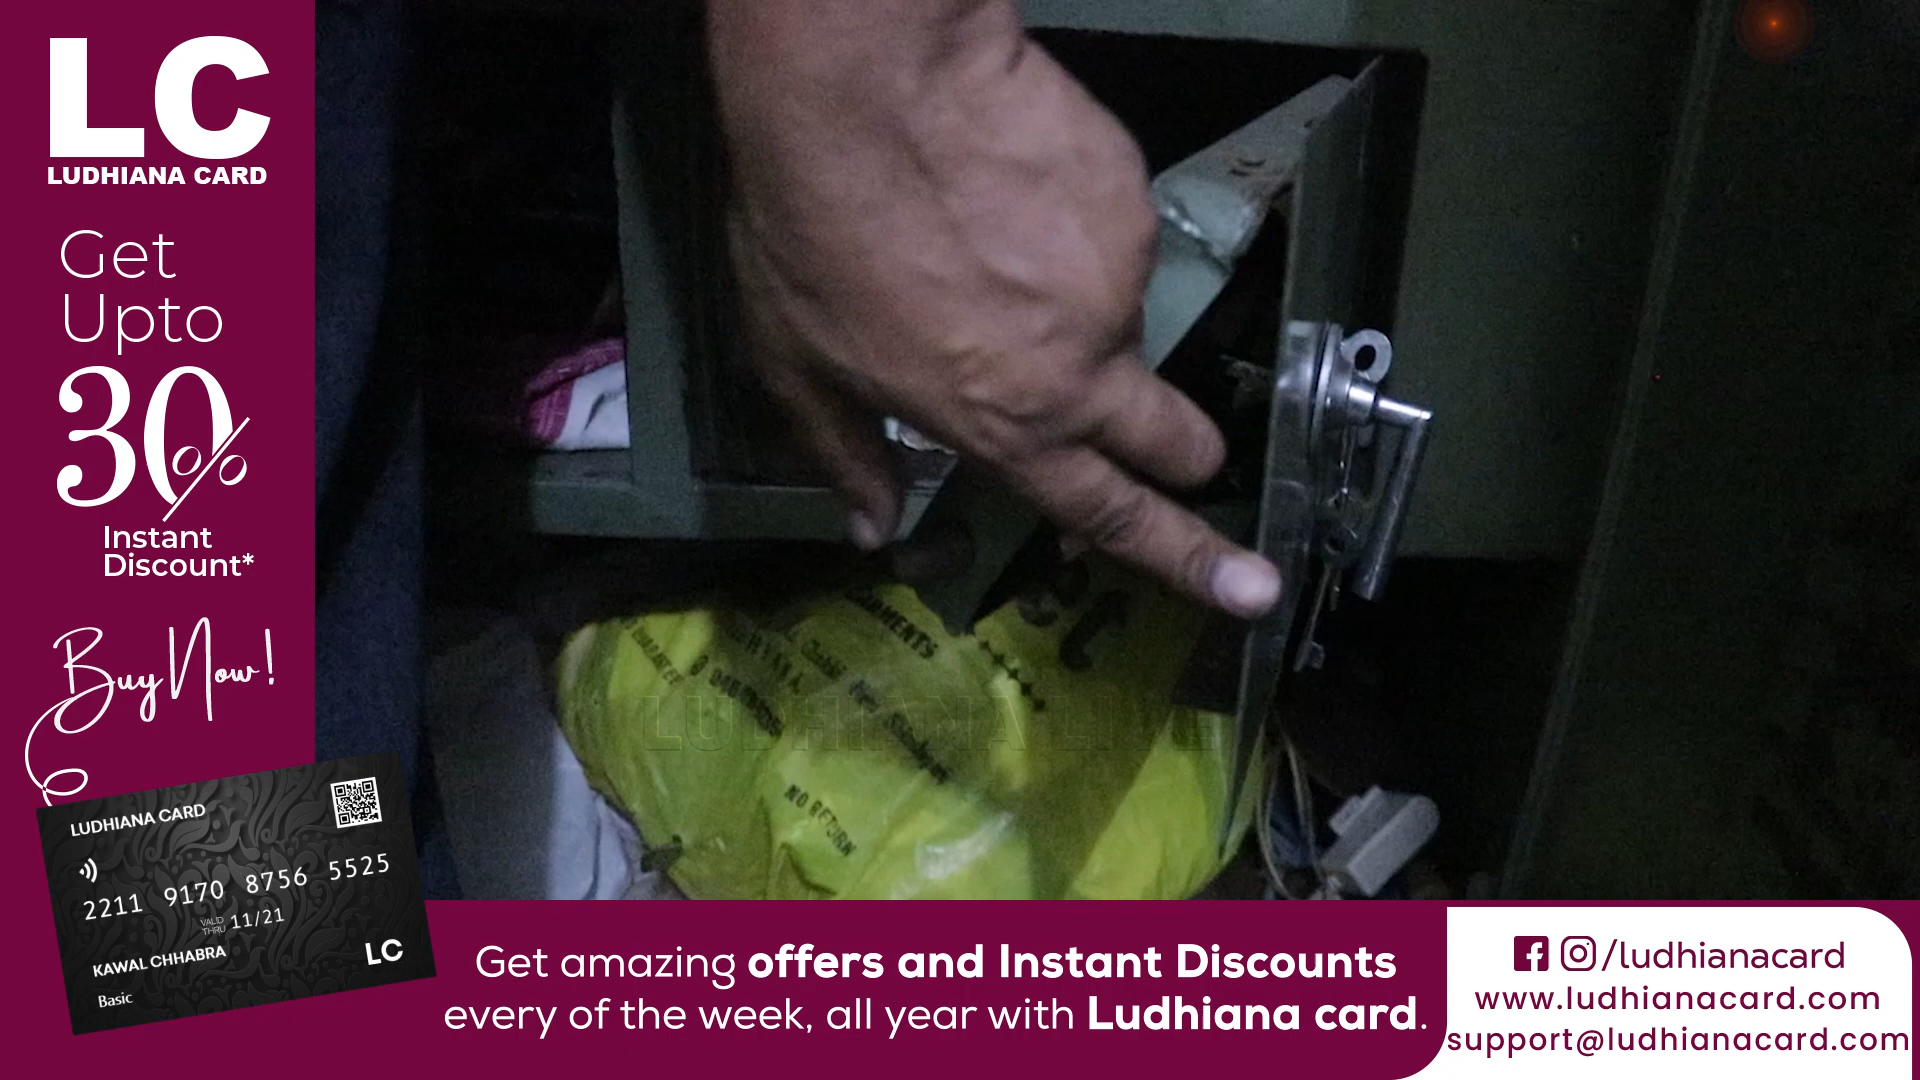 LC
LUDHIANA CARD
Get
Upto
30%
Instant
Discount*
Buy Now!
LUDHIANA CARD
2211 9170 8756 5525
VALID
THRU 11/21
KAWAL CHHABRA
LC
Basic
NO RETURN
LUDHIANA LIVE
Get amazing offers and Instant Discounts
every of the week, all year with Ludhiana card.
/ludhianacard
www.ludhianacard.com
support@ludhianacard.com